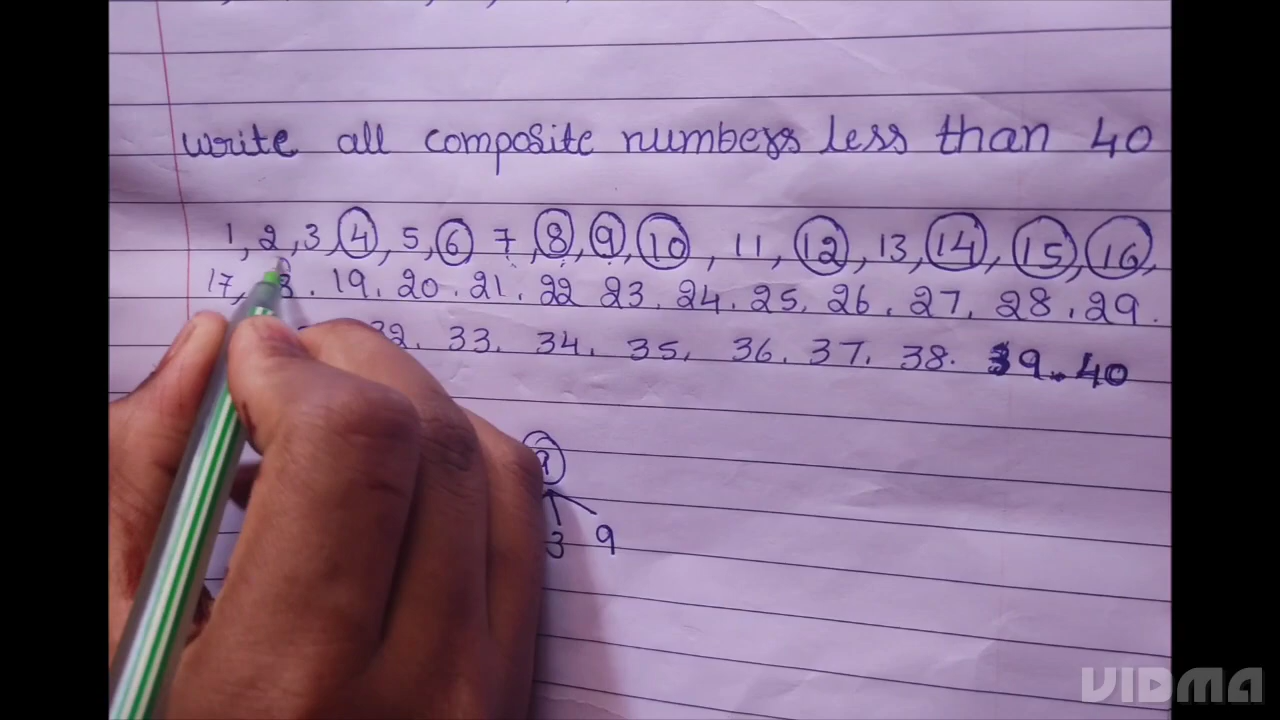 write all composite numbers less than 40
1, 2, 3, 4, 5, 6 7, 8, 9, 10, 11, 12, 13, 14, 15, 16,
17, . 19. 20. 21. 22 23. 24. 25. 26. 27. 28. 29.
33. 34. 35, 36. 37. 38. 39. 40
9
3 9
VIDMA